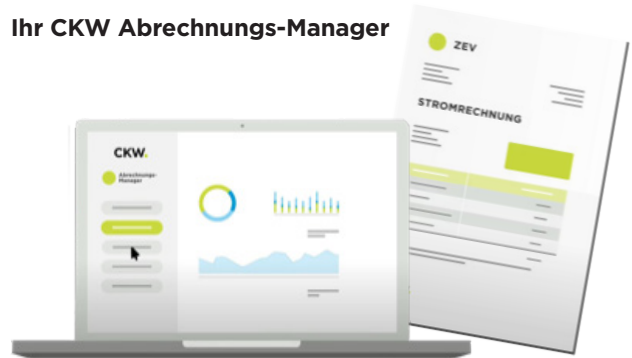 Ihr CKW Abrechnungs-Manager
ZEV
STROMRECHNUNG
CKW.
Abrechnungs-
Manager